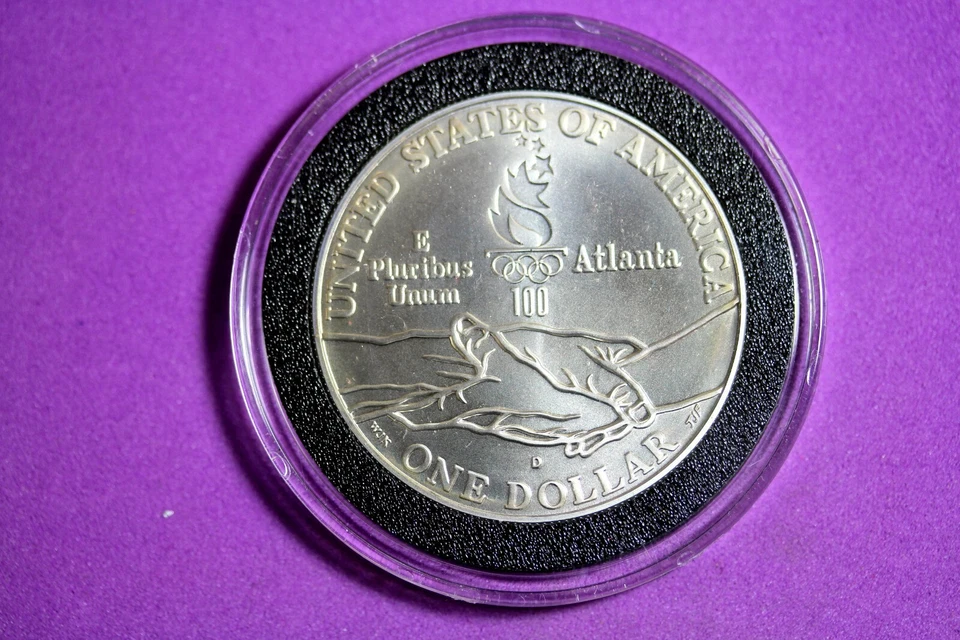 UNITED STATES OF AMERICA
E
Pluribus
Unum
Atlanta
100
D
ONE DOLLAR